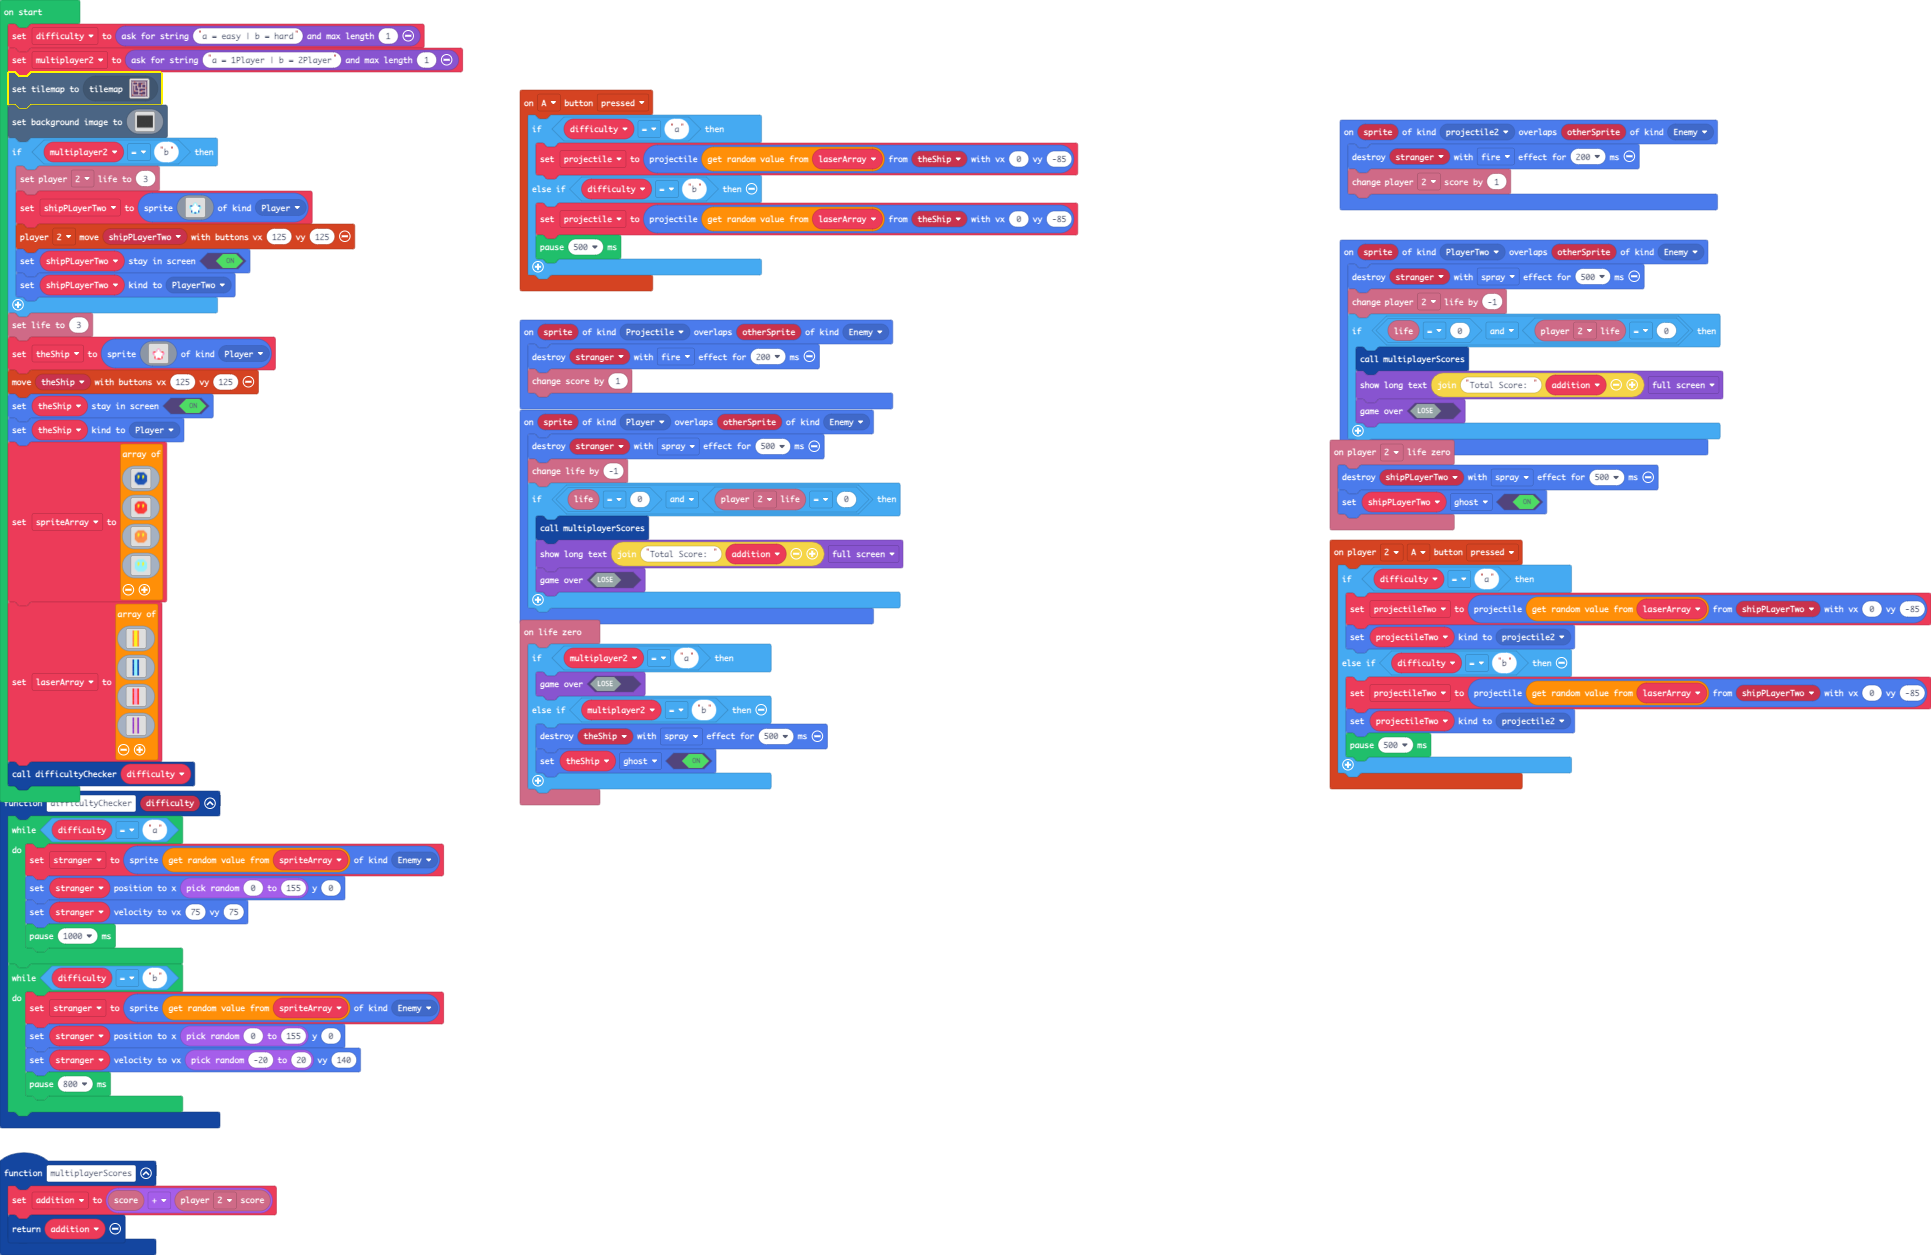 on start
set difficulty to ask for string "a = easy | b = hard" and max length 1
set multiplayer2 to ask for string "a = 1Player | b = 2Player" and max length 1
set tilemap to tilemap
set background image to
if multiplayer2 = "b" then
set player 2 life to 3
set shipPLayerTwo to sprite of kind Player
player 2 move shipPLayerTwo with buttons vx 125 vy 125
set shipPLayerTwo stay in screen ON
set shipPLayerTwo kind to PlayerTwo
set life to 3
set theShip to sprite of kind Player
move theShip with buttons vx 125 vy 125
set theShip stay in screen ON
set theShip kind to Player
array of
set spriteArray to
array of
set laserArray to
call difficultyChecker difficulty
function difficultyChecker difficulty
while difficulty = "a"
do
set stranger to sprite get random value from spriteArray of kind Enemy
set stranger position to x pick random 0 to 155 y 0
set stranger velocity to vx 75 vy 75
pause 1000 ms
while difficulty = "b"
do
set stranger to sprite get random value from spriteArray of kind Enemy
set stranger position to x pick random 0 to 155 y 0
set stranger velocity to vx pick random -20 to 20 vy 140
pause 800 ms
function multiplayerScores
set addition to score + player 2 score
return addition
on A button pressed
if difficulty = "a" then
set projectile to projectile get random value from laserArray from theShip with vx 0 vy -85
else if difficulty = "b" then
set projectile to projectile get random value from laserArray from theShip with vx 0 vy -85
pause 500 ms
on sprite of kind Projectile overlaps otherSprite of kind Enemy
destroy stranger with fire effect for 200 ms
change score by 1
on sprite of kind Player overlaps otherSprite of kind Enemy
destroy stranger with spray effect for 500 ms
change life by -1
if life = 0 and player 2 life = 0 then
call multiplayerScores
show long text join "Total Score: " addition full screen
game over LOSE
on life zero
if multiplayer2 = "a" then
game over LOSE
else if multiplayer2 = "b" then
destroy theShip with spray effect for 500 ms
set theShip ghost ON
on sprite of kind projectile2 overlaps otherSprite of kind Enemy
destroy stranger with fire effect for 200 ms
change player 2 score by 1
on sprite of kind PlayerTwo overlaps otherSprite of kind Enemy
destroy stranger with spray effect for 500 ms
change player 2 life by -1
if life = 0 and player 2 life = 0 then
call multiplayerScores
show long text join "Total Score: " addition full screen
game over LOSE
on player 2 life zero
destroy shipPLayerTwo with spray effect for 500 ms
set shipPLayerTwo ghost ON
on player 2 A button pressed
if difficulty = "a" then
set projectileTwo to projectile get random value from laserArray from shipPLayerTwo with vx 0 vy -85
set projectileTwo kind to projectile2
else if difficulty = "b" then
set projectileTwo to projectile get random value from laserArray from shipPLayerTwo with vx 0 vy -85
set projectileTwo kind to projectile2
pause 500 ms